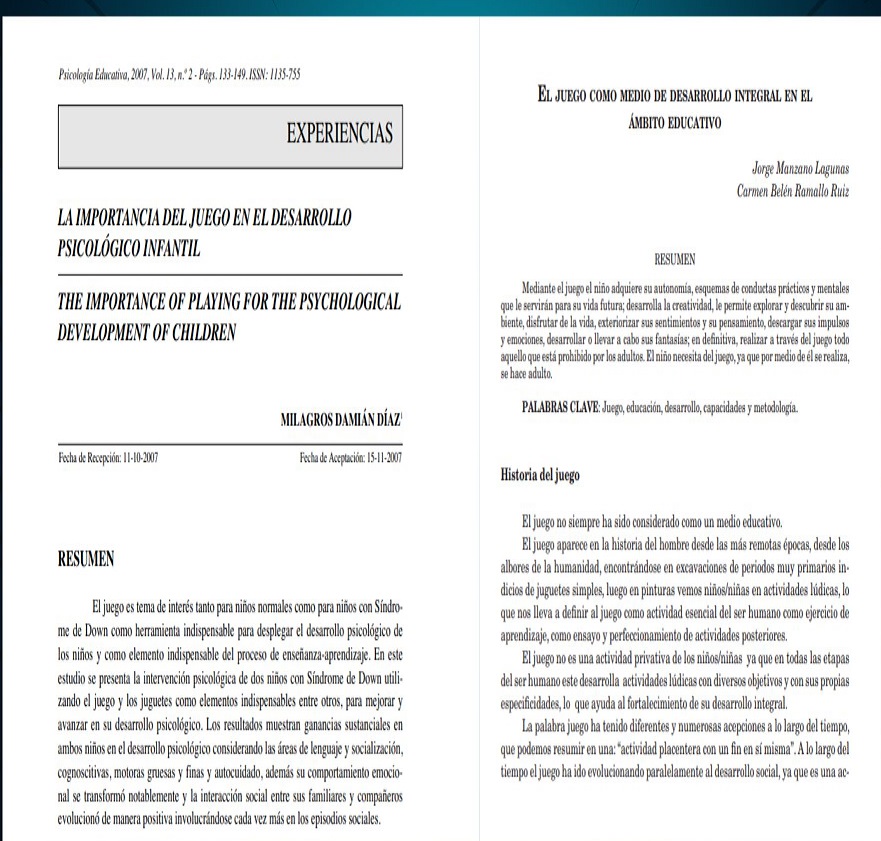 Psicología Educativa, 2007, Vol. 13, n.º 2 - Págs. 133-149. ISSN: 1135-755
EXPERIENCIAS
LA IMPORTANCIA DEL JUEGO EN EL DESARROLLO
PSICOLÓGICO INFANTIL
THE IMPORTANCE OF PLAYING FOR THE PSYCHOLOGICAL
DEVELOPMENT OF CHILDREN
MILAGROS DAMIÁN DÍAZ¹
Fecha de Recepción: 11-10-2007 Fecha de Aceptación: 15-11-2007
RESUMEN
El juego es tema de interés tanto para niños normales como para niños con Síndro-
me de Down como herramienta indispensable para desplegar el desarrollo psicológico de
los niños y como elemento indispensable del proceso de enseñanza-aprendizaje. En este
estudio se presenta la intervención psicológica de dos niños con Síndrome de Down utili-
zando el juego y los juguetes como elementos indispensables entre otros, para mejorar y
avanzar en su desarrollo psicológico. Los resultados muestran ganancias sustanciales en
ambos niños en el desarrollo psicológico considerando las áreas de lenguaje y socialización,
cognoscitivas, motoras gruesas y finas y autocuidado, además su comportamiento emocio-
nal se transformó notablemente y la interacción social entre sus familiares y compañeros
evolucionó de manera positiva involucrándose cada vez más en los episodios sociales.
EL JUEGO COMO MEDIO DE DESARROLLO INTEGRAL EN EL
ÁMBITO EDUCATIVO
Jorge Manzano Lagunas
Carmen Belén Ramallo Ruiz
RESUMEN
Mediante el juego el niño adquiere su autonomía, esquemas de conductas prácticos y mentales
que le servirán para su vida futura; desarrolla la creatividad, le permite explorar y descubrir su am-
biente, disfrutar de la vida, exteriorizar sus sentimientos y su pensamiento, descargar sus impulsos
y emociones, desarrollar o llevar a cabo sus fantasías; en definitiva, realizar a través del juego todo
aquello que está prohibido por los adultos. El niño necesita del juego, ya que por medio de él se realiza,
se hace adulto.
PALABRAS CLAVE: Juego, educación, desarrollo, capacidades y metodología.
Historia del juego
El juego no siempre ha sido considerado como un medio educativo.
El juego aparece en la historia del hombre desde las más remotas épocas, desde los
albores de la humanidad, encontrándose en excavaciones de periodos muy primarios in-
dicios de juguetes simples, luego en pinturas vemos niños/niñas en actividades lúdicas, lo
que nos lleva a definir al juego como actividad esencial del ser humano como ejercicio de
aprendizaje, como ensayo y perfeccionamiento de actividades posteriores.
El juego no es una actividad privativa de los niños/niñas ya que en todas las etapas
del ser humano este desarrolla actividades lúdicas con diversos objetivos y con sus propias
especificidades, lo que ayuda al fortalecimiento de su desarrollo integral.
La palabra juego ha tenido diferentes y numerosas acepciones a lo largo del tiempo,
que podemos resumir en una: “actividad placentera con un fin en sí misma”. A lo largo del
tiempo el juego ha ido evolucionando paralelamente al desarrollo social, ya que es una ac-